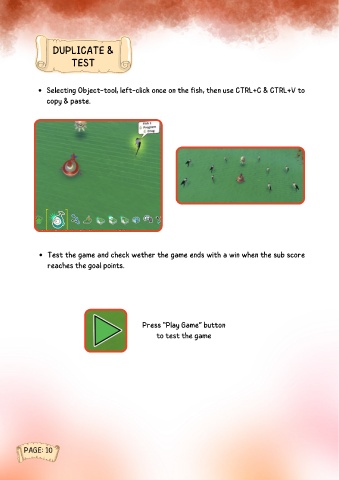 DUPLICATE &
TEST
• Selecting Object-tool, left-click once on the fish, then use CTRL+C & CTRL+V to
copy & paste.
• Test the game and check wether the game ends with a win when the sub score
reaches the goal points.
Press "Play Game" button
to test the game
PAGE: 10